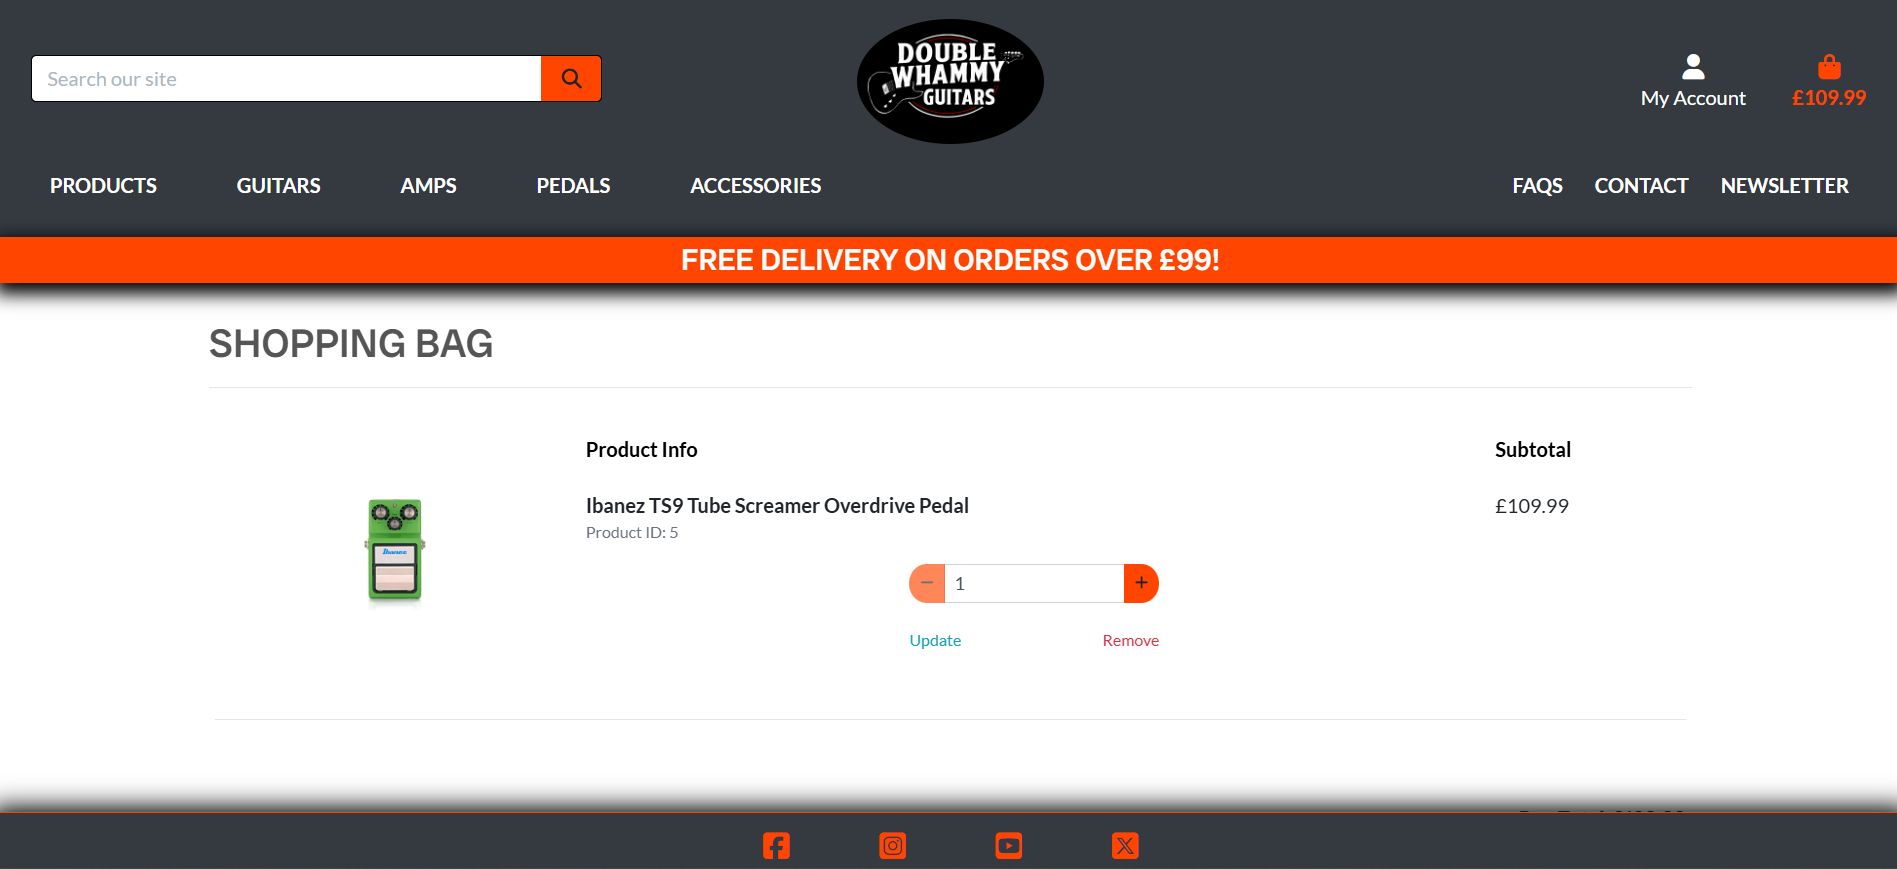 Search our site
DOUBLE
WHAMMY
GUITARS
My Account
£109.99
PRODUCTS GUITARS AMPS PEDALS ACCESSORIES FAQS CONTACT NEWSLETTER
FREE DELIVERY ON ORDERS OVER £99!
SHOPPING BAG
Product Info Subtotal
Ibanez TS9 Tube Screamer Overdrive Pedal £109.99
Product ID: 5
Ibanez
− 1 +
Update Remove